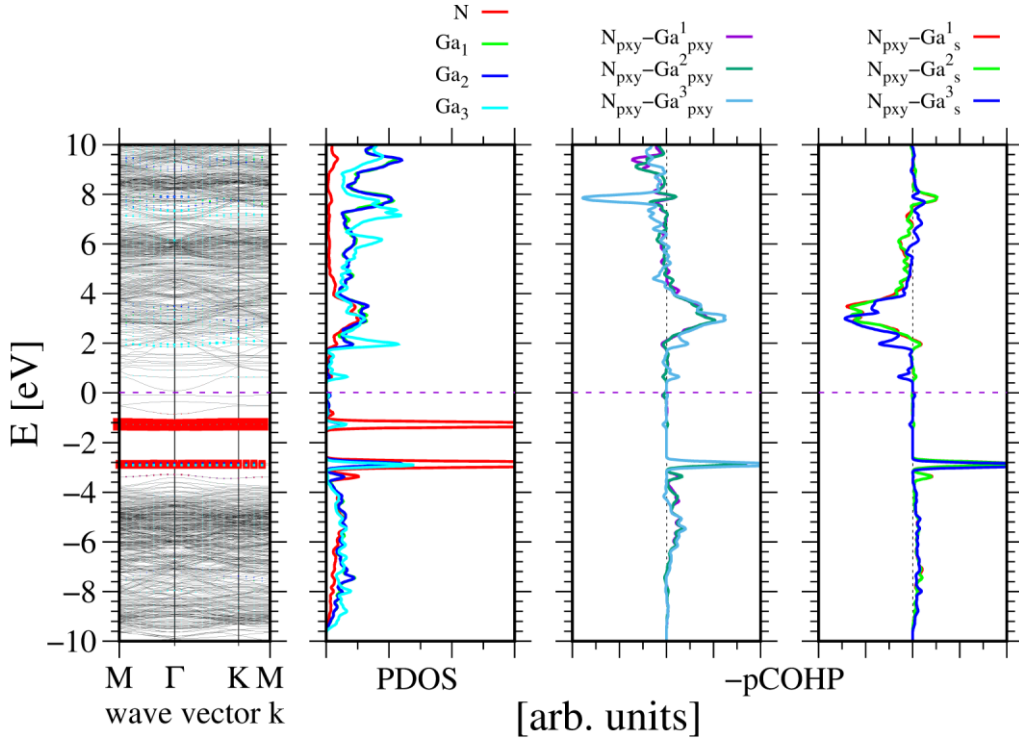 N
Ga1
Ga2
Ga3
Npxy−Ga1pxy
Npxy−Ga2pxy
Npxy−Ga3pxy
Npxy−Ga1s
Npxy−Ga2s
Npxy−Ga3s
E [eV]
10
8
6
4
2
0
−2
−4
−6
−8
−10
M Γ K M
wave vector k
PDOS
−pCOHP
[arb. units]